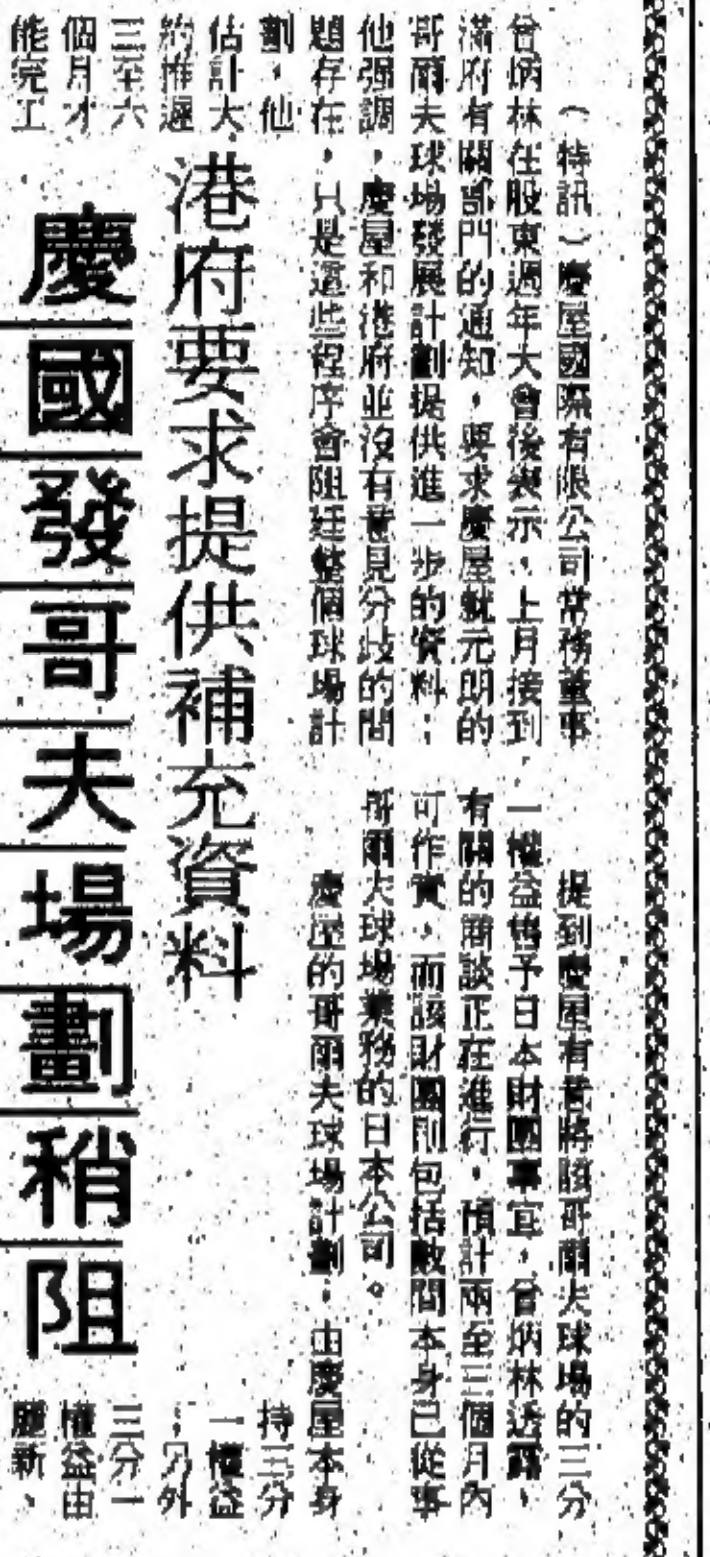 港府要求提供補充資料
慶國發哥夫場劃稍阻
(特訊)慶屋國際有限公司常務董事
曾炳林在股東週年大會後表示,上月接到
滿府有關部門的通知,要求慶屋就元朗的
哥爾夫球場發展計劃提供進一步的資料;
他强調,慶屋和港府並沒有意見分歧的問
題存在,只是這些程序會阻延整個球場計
劃,他
估計大
約推遲
三至六
個月才
能完工
提到慶屋有意將該哥爾夫球場的三分
一權益售予日本財團事宜,曾炳林透露,
有關的商談正在進行,預計兩至三個月內
可作實,而該財團則包括數間本身已從事
哥爾夫球場業務的日本公司。
慶屋的哥爾夫球場計劃,由慶屋本身
持三分
一權益
;另外
三分一
權益由
新、